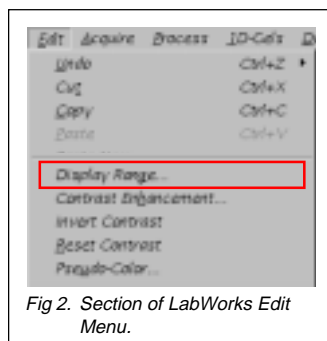 Edit Acquire Process 1D-Gels D
Undo Ctrl+Z
Cut Ctrl+X
Copy Ctrl+C
Paste Ctrl+V
Display Range...
Contrast Enhancement...
Invert Contrast
Reset Contrast
Pseudo-Color...
Fig 2. Section of LabWorks Edit
Menu.